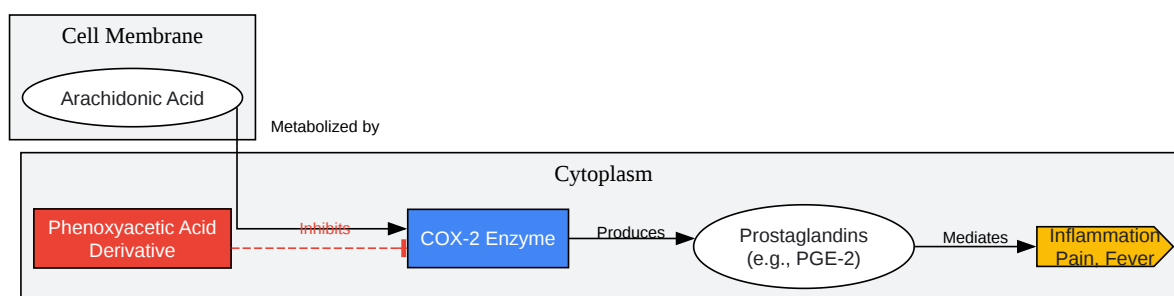 Cell Membrane
Arachidonic Acid
Metabolized by
Cytoplasm
Phenoxyacetic Acid
Derivative
Inhibits
COX-2 Enzyme
Produces
Prostaglandins
(e.g., PGE-2)
Mediates
Inflammation
Pain, Fever